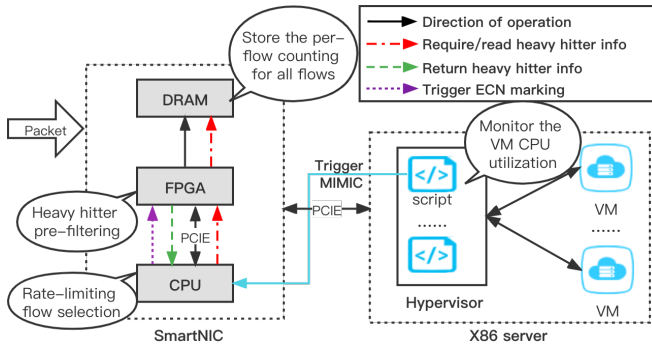 Store the per-
flow counting
for all flows
Direction of operation
Require/read heavy hitter info
Return heavy hitter info
Trigger ECN marking
DRAM
Packet
Monitor the
VM CPU
utilization
Trigger
MIMIC
FPGA
script
Heavy hitter
pre-filtering
PCIE
PCIE
VM
......
......
CPU
Rate-limiting
flow selection
Hypervisor
VM
SmartNIC
X86 server